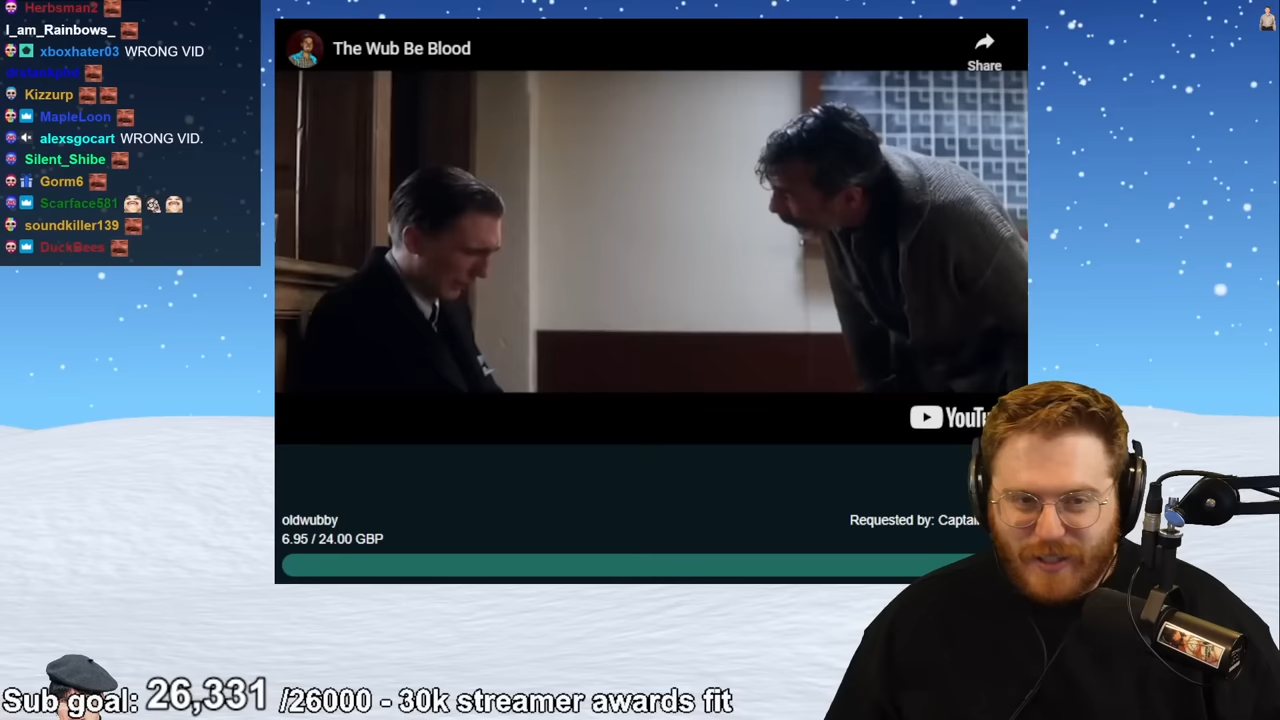 Herbsman2
I_am_Rainbows_
xboxhater03 WRONG VID
drstankphd
Kizzurp
MapleLoon
alexsgocart WRONG VID.
Silent_Shibe
Gorm6
Scarface581
soundkiller139
DuckBees
The Wub Be Blood
Share
YouTu
oldwubby
Requested by: Captai
6.95 / 24.00 GBP
Sub goal: 26,331 /26000 - 30k streamer awards fit